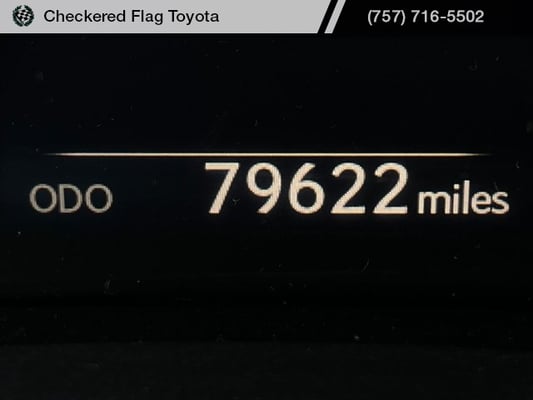 Checkered Flag Toyota (757) 716-5502
ODO 79622 miles